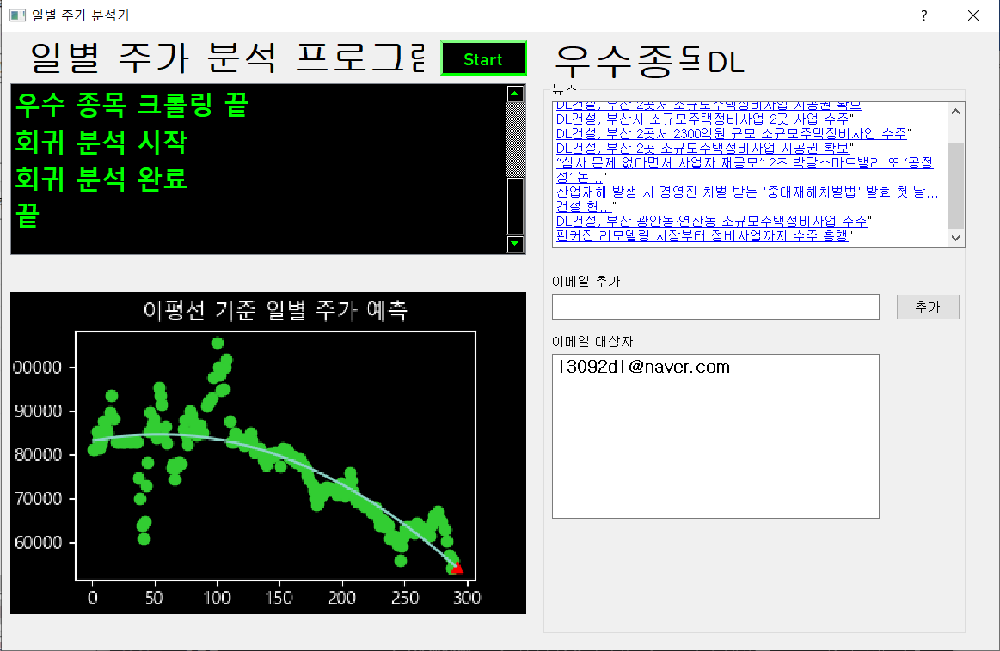 일별 주가 분석기
?
일별 주가 분석 프로그
Start
우수종
DL
우수 종목 크롤링 끝
회귀 분석 시작
회귀 분석 완료
끝
이평선 기준 일별 주가 예측
00000
90000
80000
70000
60000
0 50 100 150 200 250 300
뉴스
DL건설, 부산 2곳서 소규모주택정비사업 시공권 확보
DL건설, 부산서 소규모주택정비사업 2곳 사업 수주"
DL건설, 부산 2곳서 2300억원 규모 소규모주택정비사업 수주"
DL건설, 부산 2곳 소규모주택정비사업 시공권 확보"
“심사 문제 없다면서 사업자 재공모” 2조 박달스마트밸리 또 ‘공정
성’ 논..."
산업재해 발생 시 경영진 처벌 받는 '중대재해처벌법' 발효 첫 날...
건설 현..."
DL건설, 부산 광안동·연산동 소규모주택정비사업 수주"
판커진 리모델링 시장부터 정비사업까지 수주 흥행"
이메일 추가
추가
이메일 대상자
13092d1@naver.com